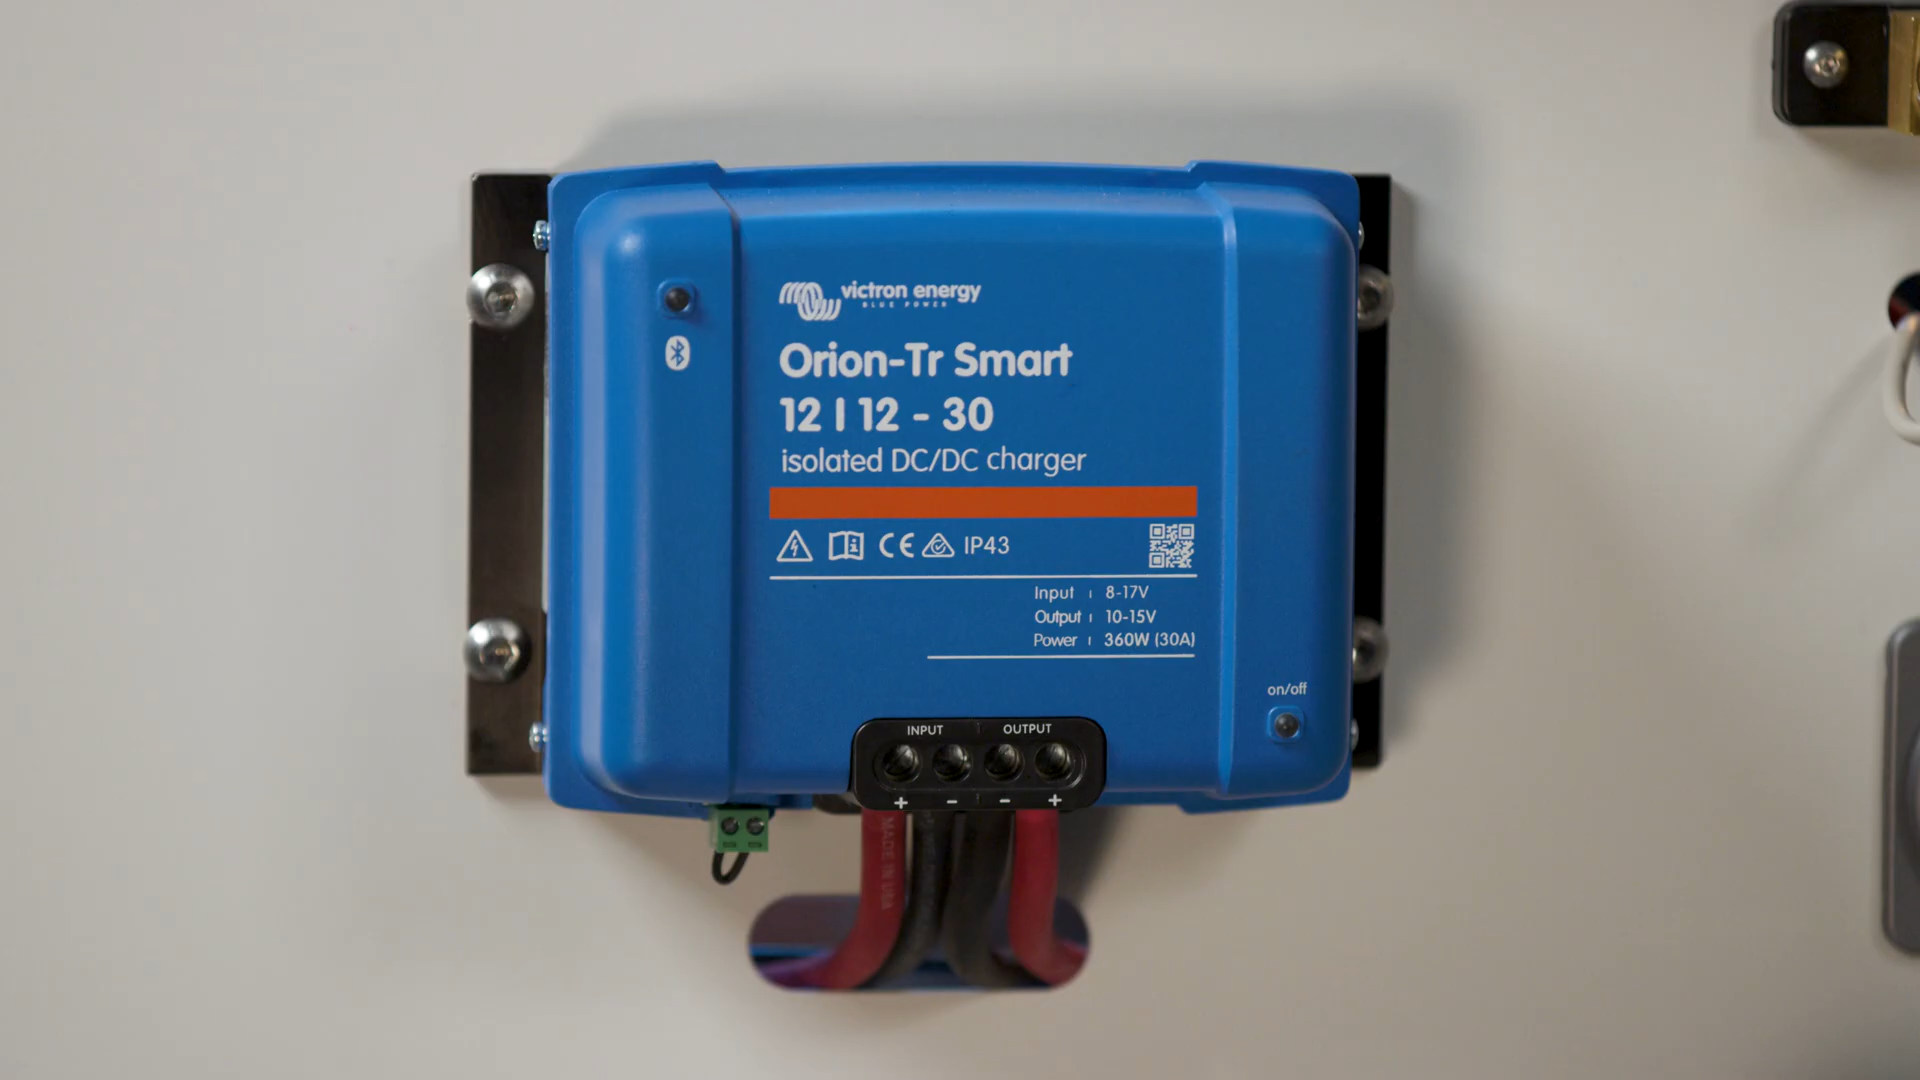 victron energy
BLUE POWER
Orion-Tr Smart
12 | 12 - 30
isolated DC/DC charger
CE IP43
Input : 8-17V
Output : 10-15V
Power : 360W (30A)
on/off
INPUT OUTPUT
+ - - +
MADE IN USA